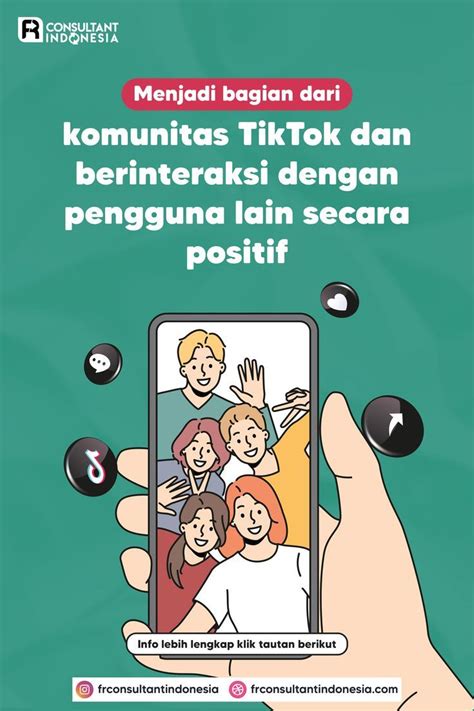 FR CONSULTANT
INDONESIA
Menjadi bagian dari
komunitas TikTok dan
berinteraksi dengan
pengguna lain secara
positif
Info lebih lengkap klik tautan berikut
frconsultantindonesia frconsultantindonesia.com